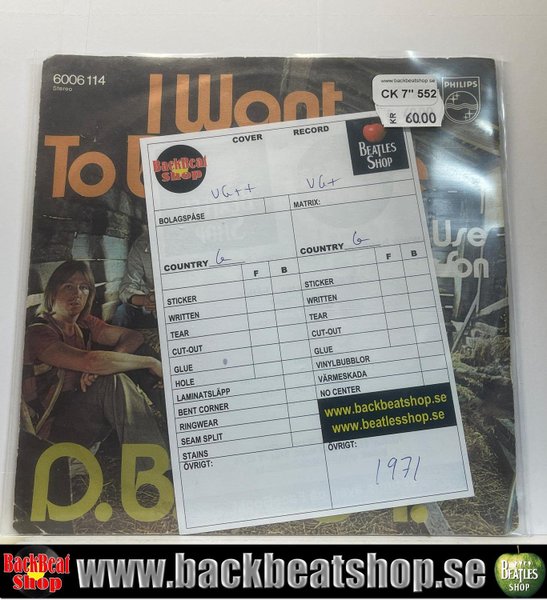 6006 114
Stereo
I Want
To
Use
son
D.B
www.backbeatshop.se
CK 7" 552
KR 60.00
PHILIPS
COVER
RECORD
BackBeat
Shop
Beatles
Shop
VG++
VG+
BOLAGSPÅSE
MATRIX:
COUNTRY G
COUNTRY G
F B
F B
STICKER
WRITTEN
TEAR
CUT-OUT
GLUE
HOLE
LAMINATSLÄPP
BENT CORNER
RINGWEAR
SEAM SPLIT
STAINS
ÖVRIGT:
STICKER
WRITTEN
TEAR
CUT-OUT
GLUE
VINYLBUBBLOR
VÄRMESKADA
NO CENTER
www.backbeatshop.se
www.beatlesshop.se
ÖVRIGT:
1971
BackBeat
Shop
www.backbeatshop.se
Beatles
Shop